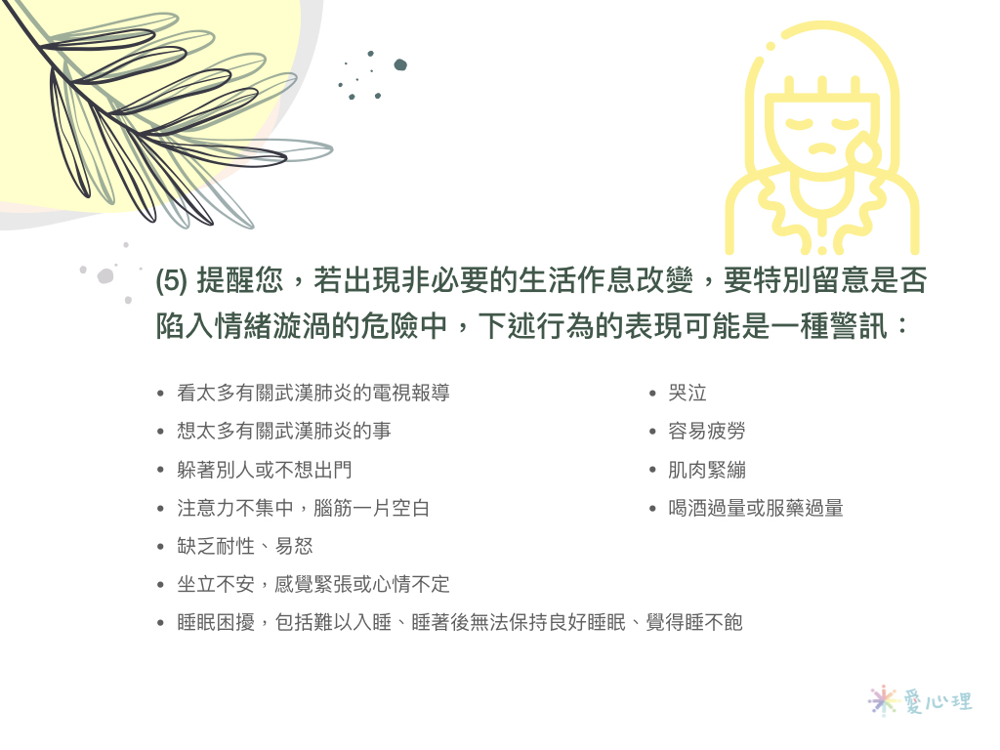 (5) 提醒您，若出現非必要的生活作息改變，要特別留意是否
陷入情緒漩渦的危險中，下述行為的表現可能是一種警訊：
• 看太多有關武漢肺炎的電視報導
• 想太多有關武漢肺炎的事
• 躲著別人或不想出門
• 注意力不集中，腦筋一片空白
• 缺乏耐性、易怒
• 坐立不安，感覺緊張或心情不定
• 睡眠困擾，包括難以入睡、睡著後無法保持良好睡眠、覺得睡不飽
• 哭泣
• 容易疲勞
• 肌肉緊繃
• 喝酒過量或服藥過量
愛心理